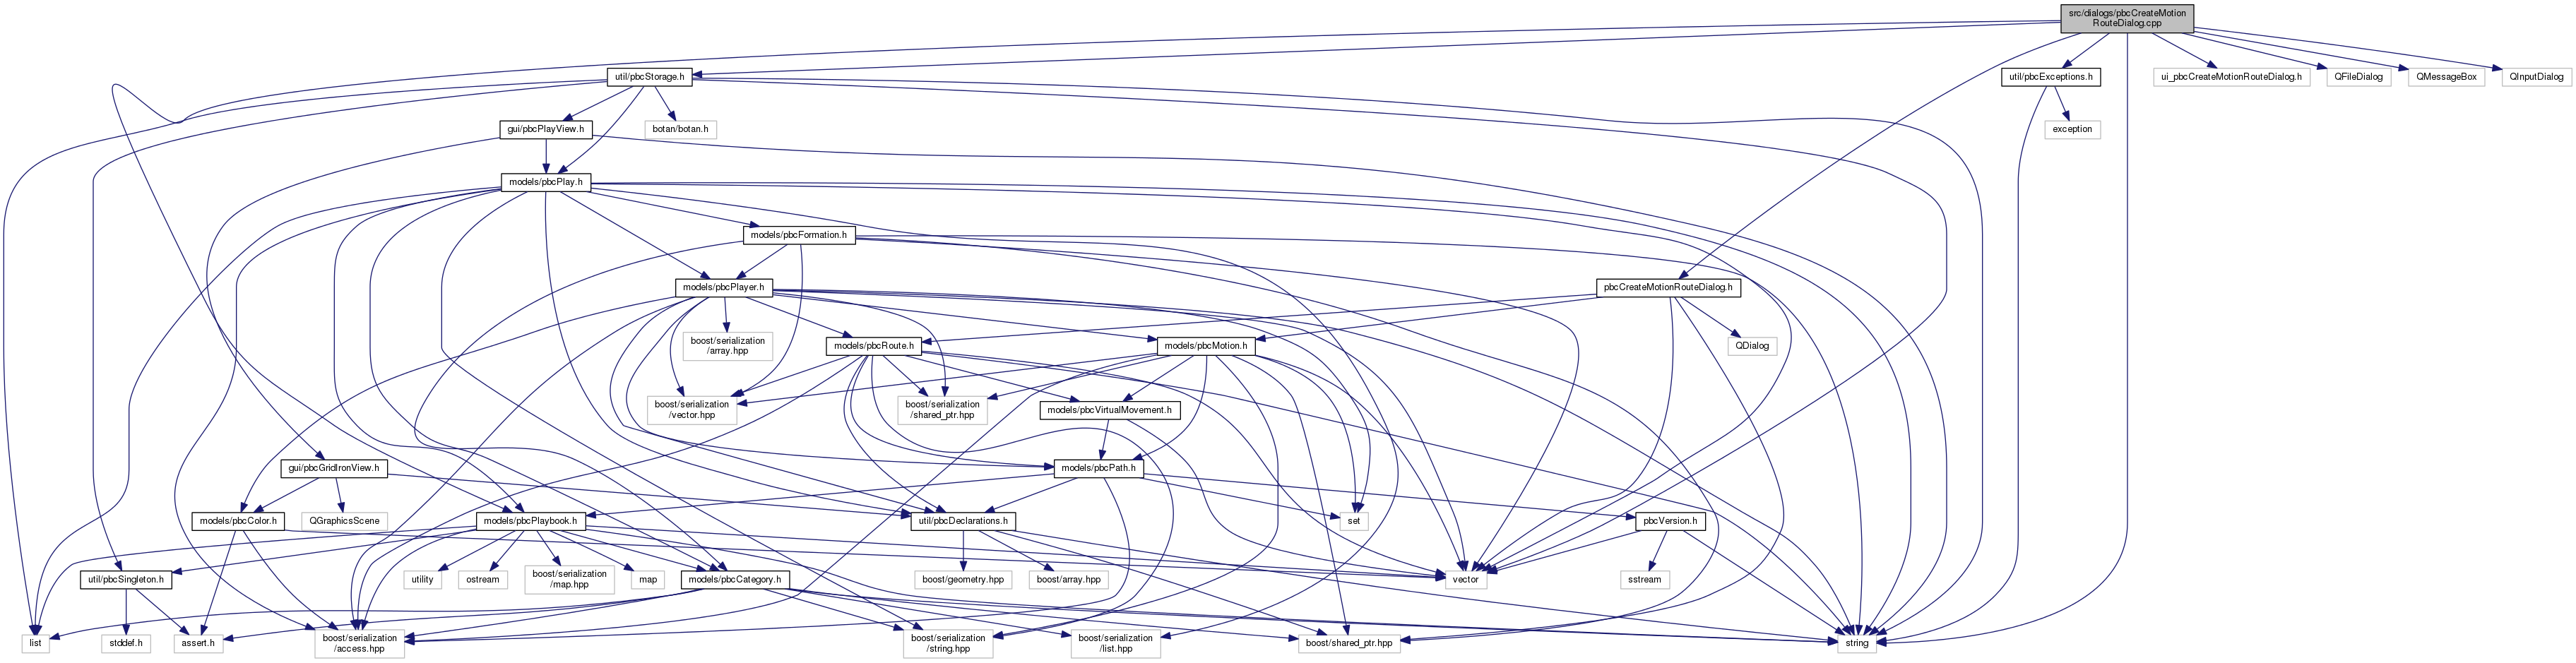 src/dialogs/pbcCreateMotion
RouteDialog.cpp
util/pbcStorage.h
util/pbcExceptions.h
ui_pbcCreateMotionRouteDialog.h
QFileDialog
QMessageBox
QInputDialog
gui/pbcPlayView.h
botan/botan.h
exception
models/pbcPlay.h
models/pbcFormation.h
models/pbcPlayer.h
pbcCreateMotionRouteDialog.h
boost/serialization
/array.hpp
models/pbcRoute.h
models/pbcMotion.h
QDialog
boost/serialization
/vector.hpp
boost/serialization
/shared_ptr.hpp
models/pbcVirtualMovement.h
gui/pbcGridIronView.h
models/pbcPath.h
models/pbcColor.h
QGraphicsScene
models/pbcPlaybook.h
util/pbcDeclarations.h
set
pbcVersion.h
util/pbcSingleton.h
utility
ostream
boost/serialization
/map.hpp
map
models/pbcCategory.h
boost/geometry.hpp
boost/array.hpp
vector
sstream
list
stddef.h
assert.h
boost/serialization
/access.hpp
boost/serialization
/string.hpp
boost/serialization
/list.hpp
boost/shared_ptr.hpp
string